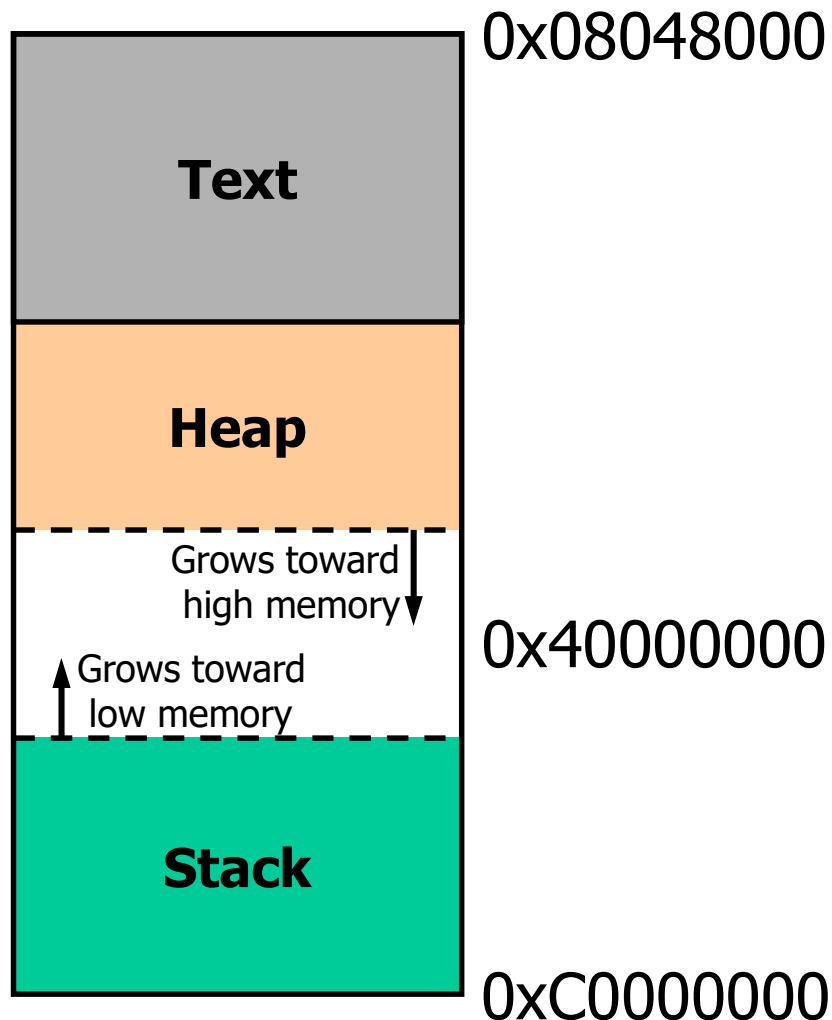 0x08048000
Text
Heap
Grows toward
high memory
0x40000000
Grows toward
low memory
Stack
0xC0000000